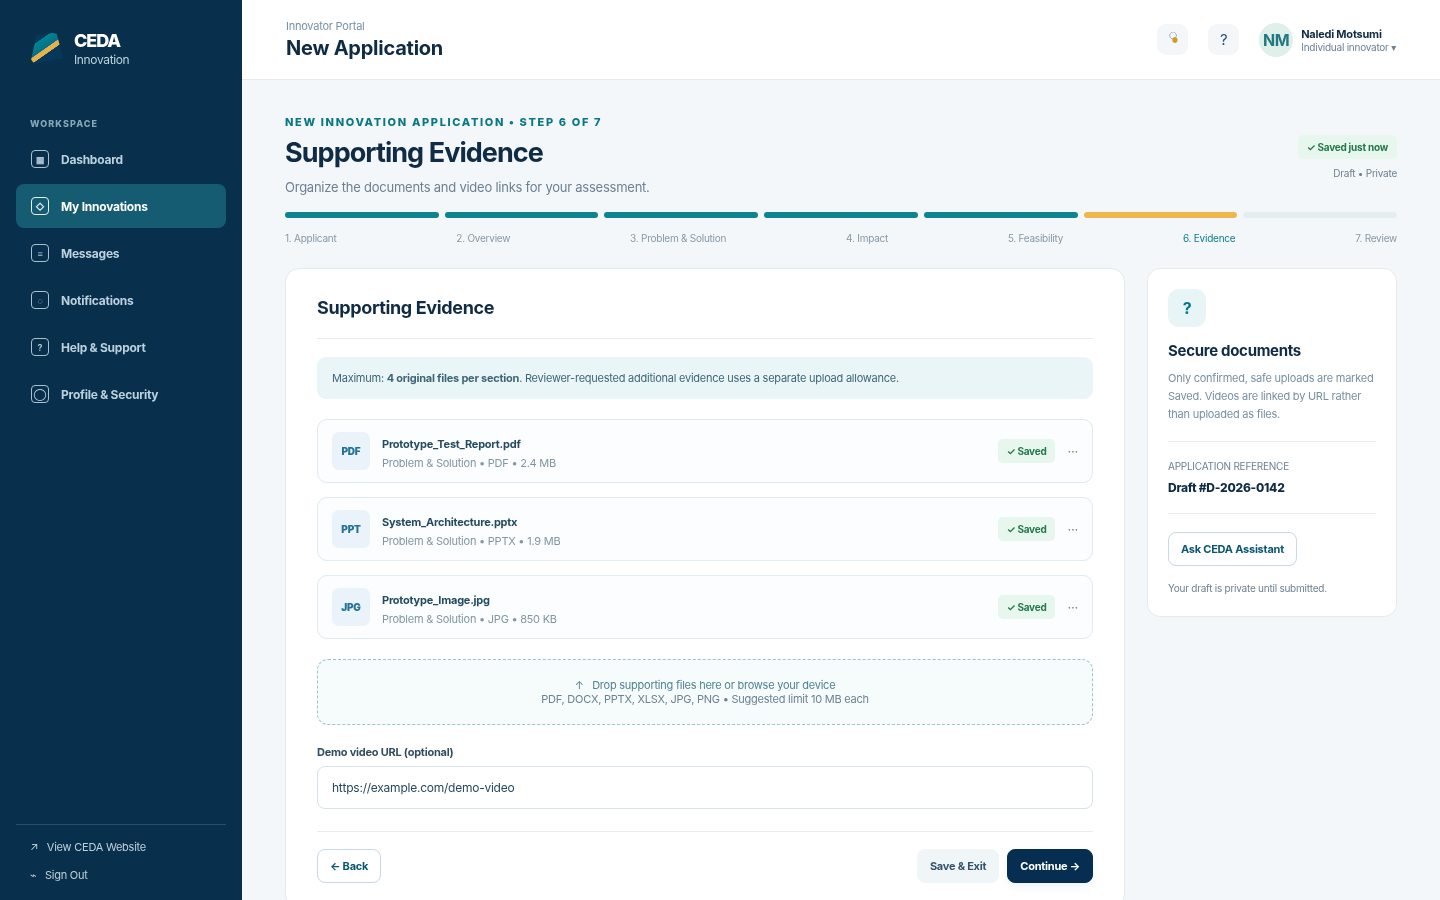 CEDA
Innovation
WORKSPACE
Dashboard
My Innovations
Messages
Notifications
? Help & Support
Profile & Security
↗ View CEDA Website
Sign Out
Innovator Portal
New Application
?
NM
Naledi Motsumi
Individual innovator ▾
NEW INNOVATION APPLICATION • STEP 6 OF 7
Supporting Evidence
Organize the documents and video links for your assessment.
✓ Saved just now
Draft • Private
1. Applicant
2. Overview
3. Problem & Solution
4. Impact
5. Feasibility
6. Evidence
7. Review
Supporting Evidence
Maximum: 4 original files per section. Reviewer-requested additional evidence uses a separate upload allowance.
PDF
Prototype_Test_Report.pdf
Problem & Solution • PDF • 2.4 MB
✓ Saved
...
PPT
System_Architecture.pptx
Problem & Solution • PPTX • 1.9 MB
✓ Saved
...
JPG
Prototype_Image.jpg
Problem & Solution • JPG • 850 KB
✓ Saved
...
↑ Drop supporting files here or browse your device
PDF, DOCX, PPTX, XLSX, JPG, PNG • Suggested limit 10 MB each
Demo video URL (optional)
https://example.com/demo-video
← Back
Save & Exit
Continue →
?
Secure documents
Only confirmed, safe uploads are marked
Saved. Videos are linked by URL rather
than uploaded as files.
APPLICATION REFERENCE
Draft #D-2026-0142
Ask CEDA Assistant
Your draft is private until submitted.